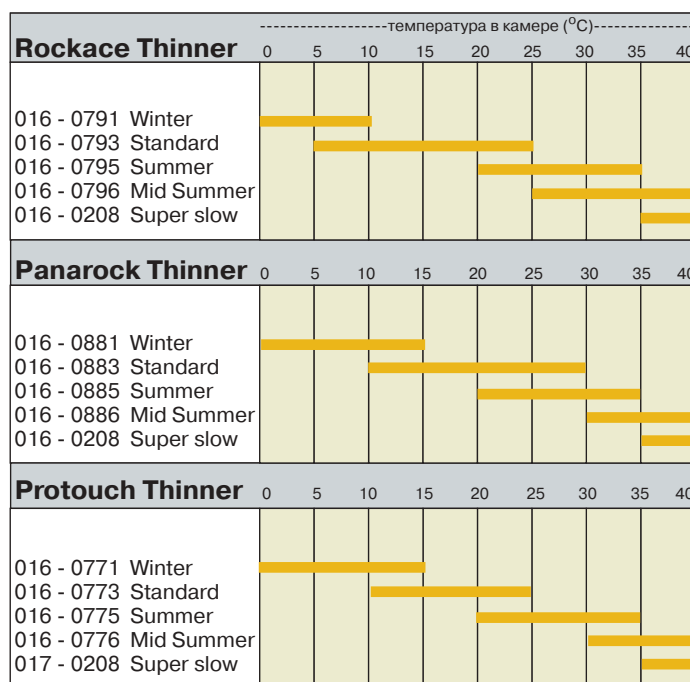 температура в камере (°C)
Rockace Thinner 0 5 10 15 20 25 30 35 40
016 - 0791 Winter
016 - 0793 Standard
016 - 0795 Summer
016 - 0796 Mid Summer
016 - 0208 Super slow
Panarock Thinner 0 5 10 15 20 25 30 35 40
016 - 0881 Winter
016 - 0883 Standard
016 - 0885 Summer
016 - 0886 Mid Summer
016 - 0208 Super slow
Protouch Thinner 0 5 10 15 20 25 30 35 40
016 - 0771 Winter
016 - 0773 Standard
016 - 0775 Summer
016 - 0776 Mid Summer
017 - 0208 Super slow